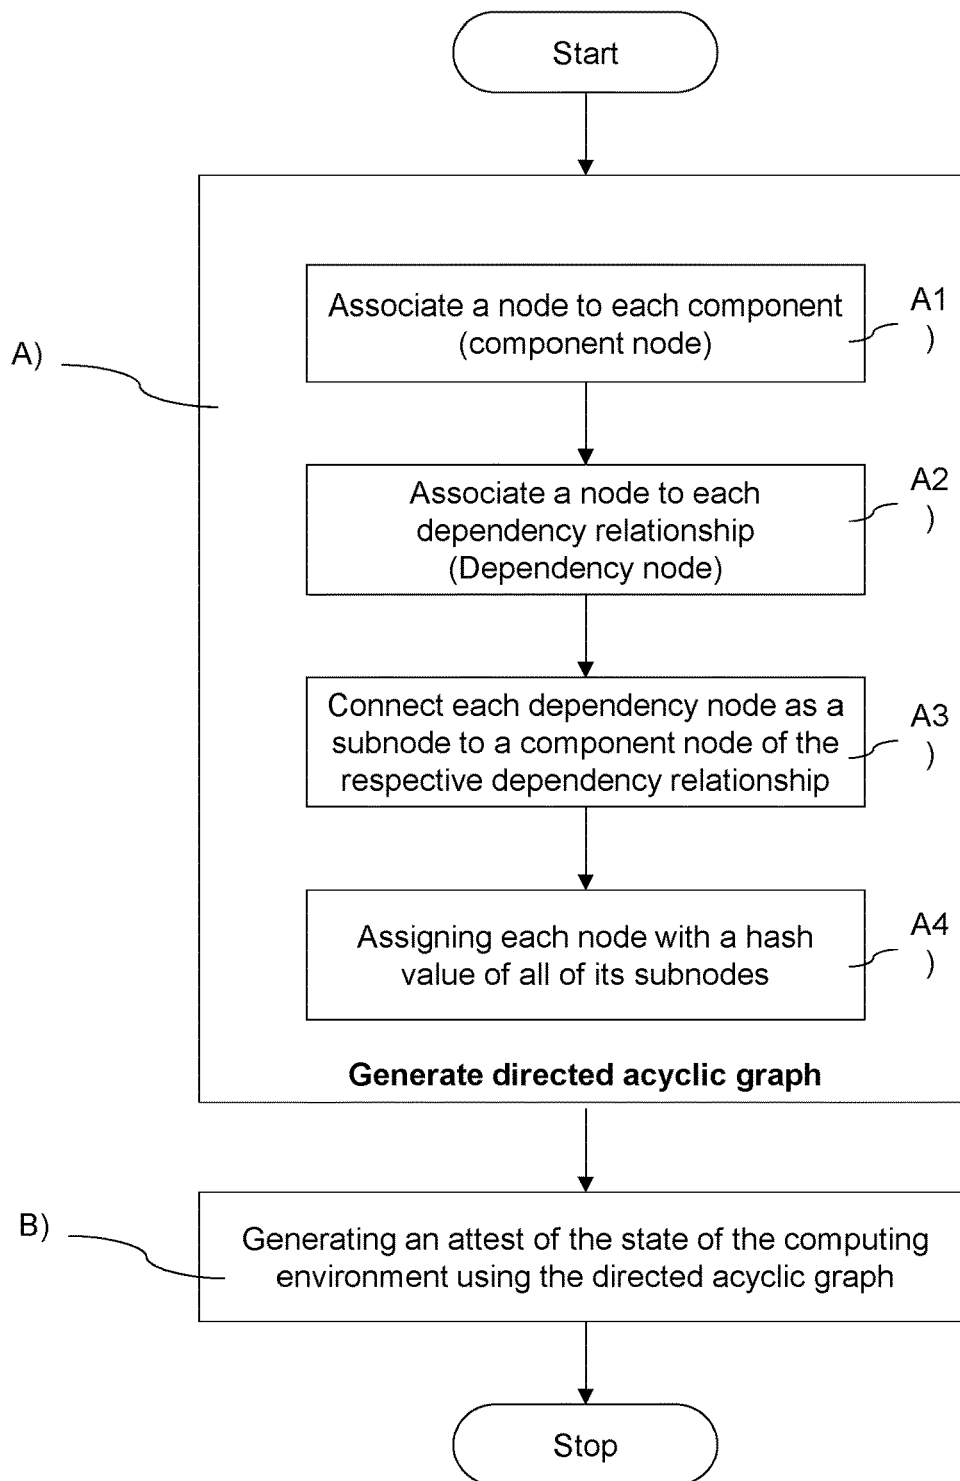 Start
Associate a node to each component
(component node)
A1
)
A)
Associate a node to each
dependency relationship
(Dependency node)
A2
)
Connect each dependency node as a
subnode to a component node of the
respective dependency relationship
A3
)
Assigning each node with a hash
value of all of its subnodes
A4
)
Generate directed acyclic graph
B)
Generating an attest of the state of the computing
environment using the directed acyclic graph
Stop